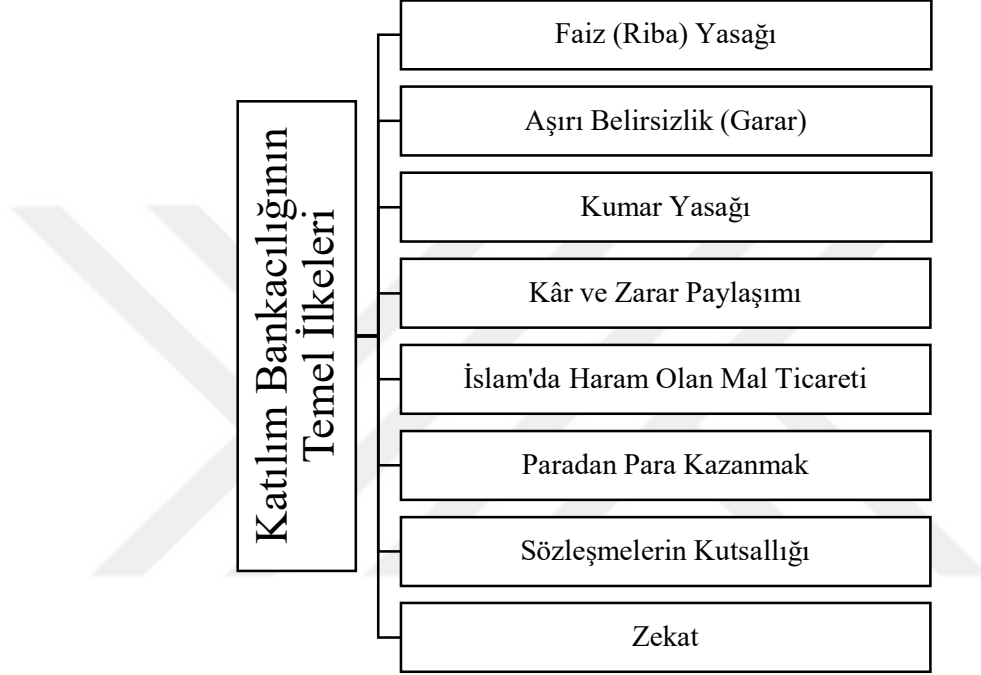 Katılım Bankacılığının
Temel İlkeleri
Faiz (Riba) Yasağı
Aşırı Belirsizlik (Garar)
Kumar Yasağı
Kâr ve Zarar Paylaşımı
İslam'da Haram Olan Mal Ticareti
Paradan Para Kazanmak
Sözleşmelerin Kutsallığı
Zekat